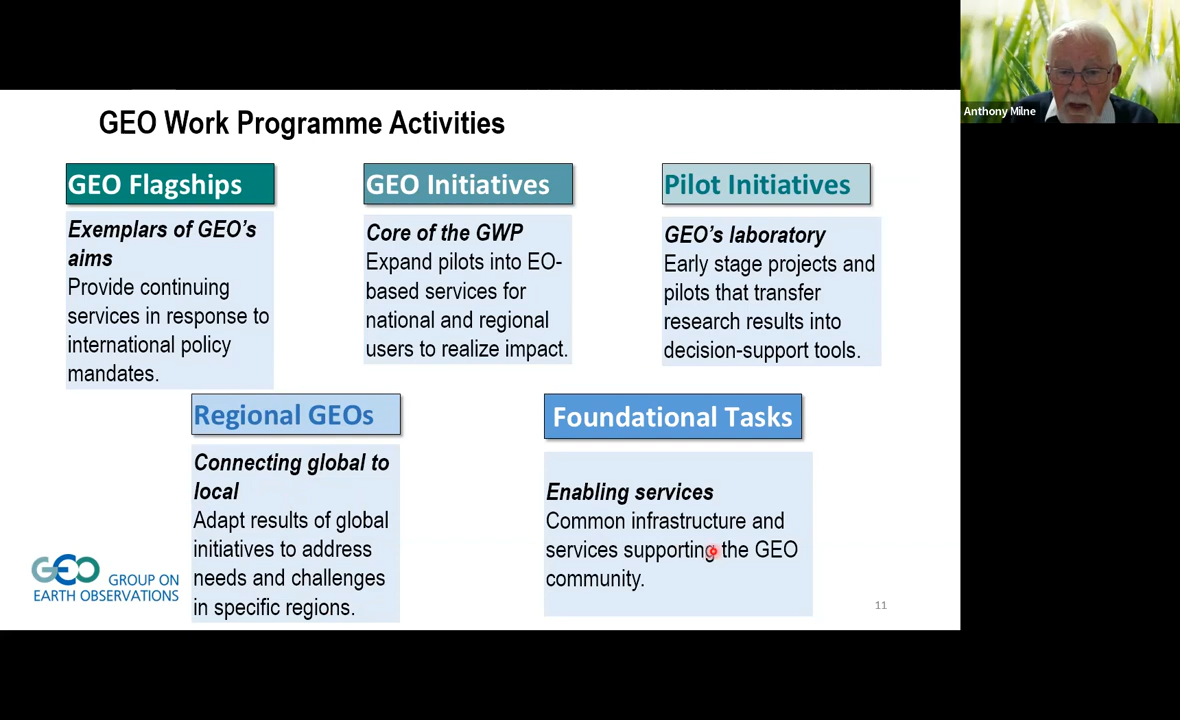 GEO Work Programme Activities
Anthony Milne
GEO Flagships
Exemplars of GEO's
aims
Provide continuing
services in response to
international policy
mandates.
GEO Initiatives
Core of the GWP
Expand pilots into EO-
based services for
national and regional
users to realize impact.
Pilot Initiatives
GEO's laboratory
Early stage projects and
pilots that transfer
research results into
decision-support tools.
Regional GEOs
Connecting global to
local
Adapt results of global
initiatives to address
needs and challenges
in specific regions.
Foundational Tasks
Enabling services
Common infrastructure and
services supporting the GEO
community.
GEO GROUP ON
EARTH OBSERVATIONS
11